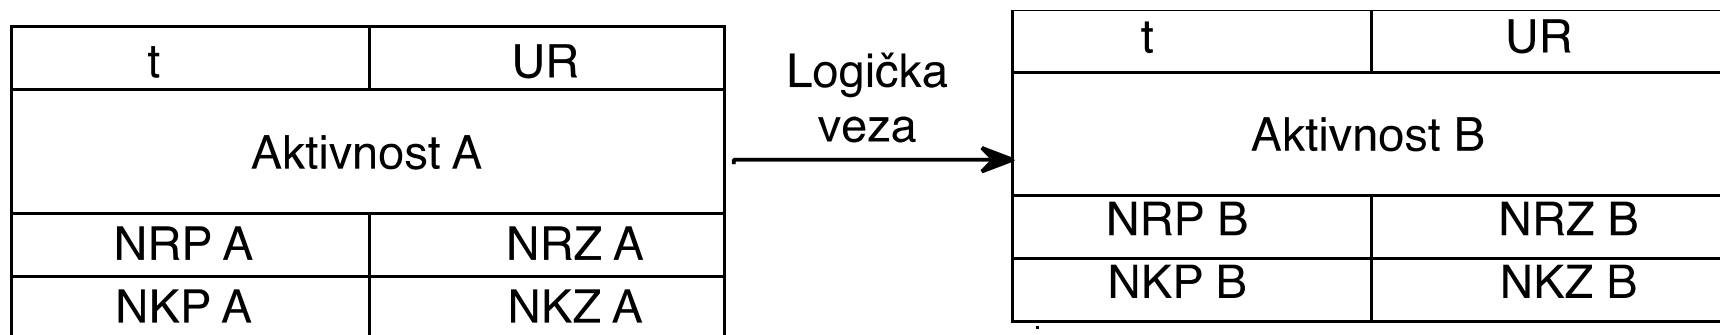 t UR
Aktivnost A
NRP A NRZ A
NKP A NKZ A
Logička
veza
t UR
Aktivnost B
NRP B NRZ B
NKP B NKZ B